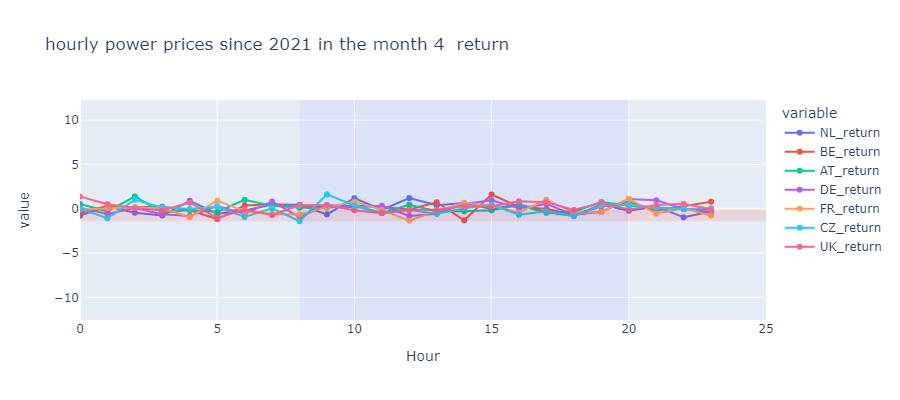 hourly power prices since 2021 in the month 4  return
variable
NL_return
BE_return
AT_return
DE_return
FR_return
CZ_return
UK_return
value
10
5
0
−5
−10
0
5
10
15
20
25
Hour